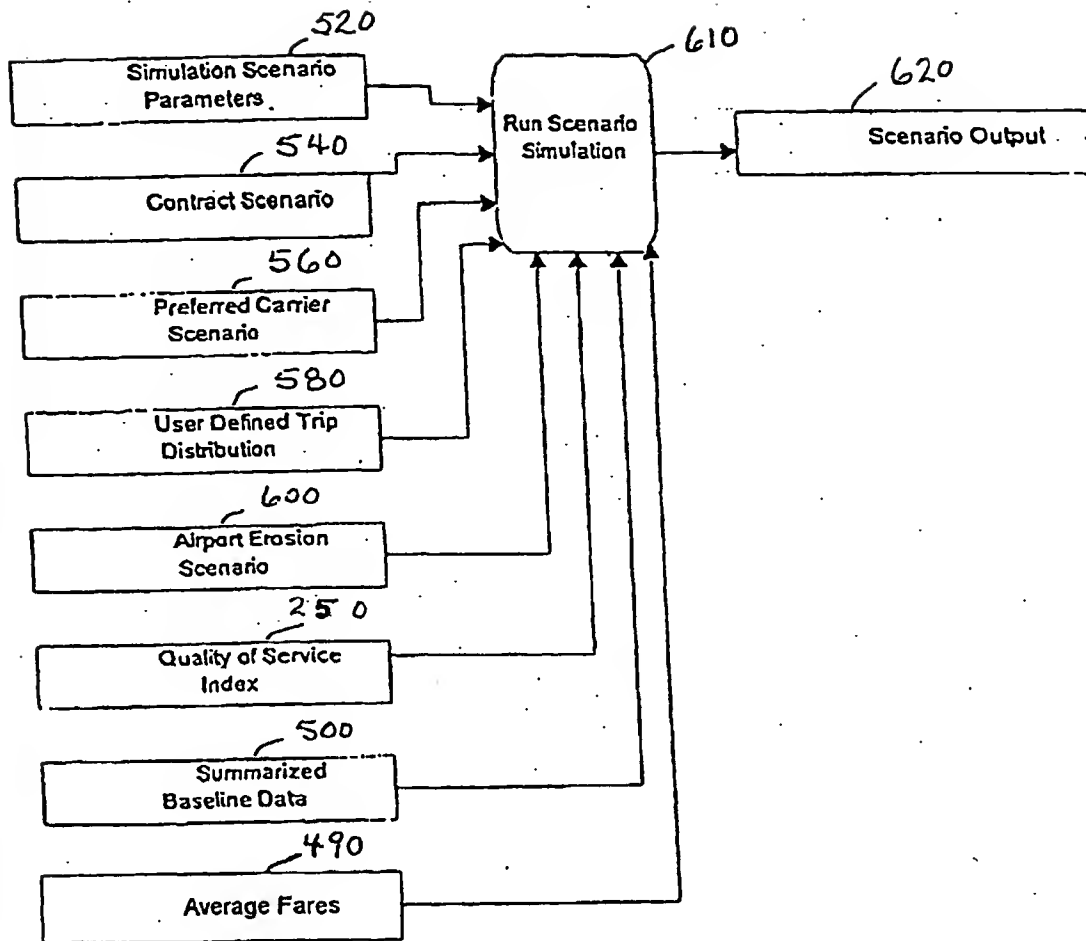 520
Simulation Scenario
Parameters.
540
Contract Scenario
560
Preferred Carrier
Scenario
580
User Defined Trip
Distribution
600
Airport Erosion
Scenario
250
Quality of Service
Index
500
Summarized
Baseline Data
490
Average Fares
610
Run Scenario
Simulation
620
Scenario Output